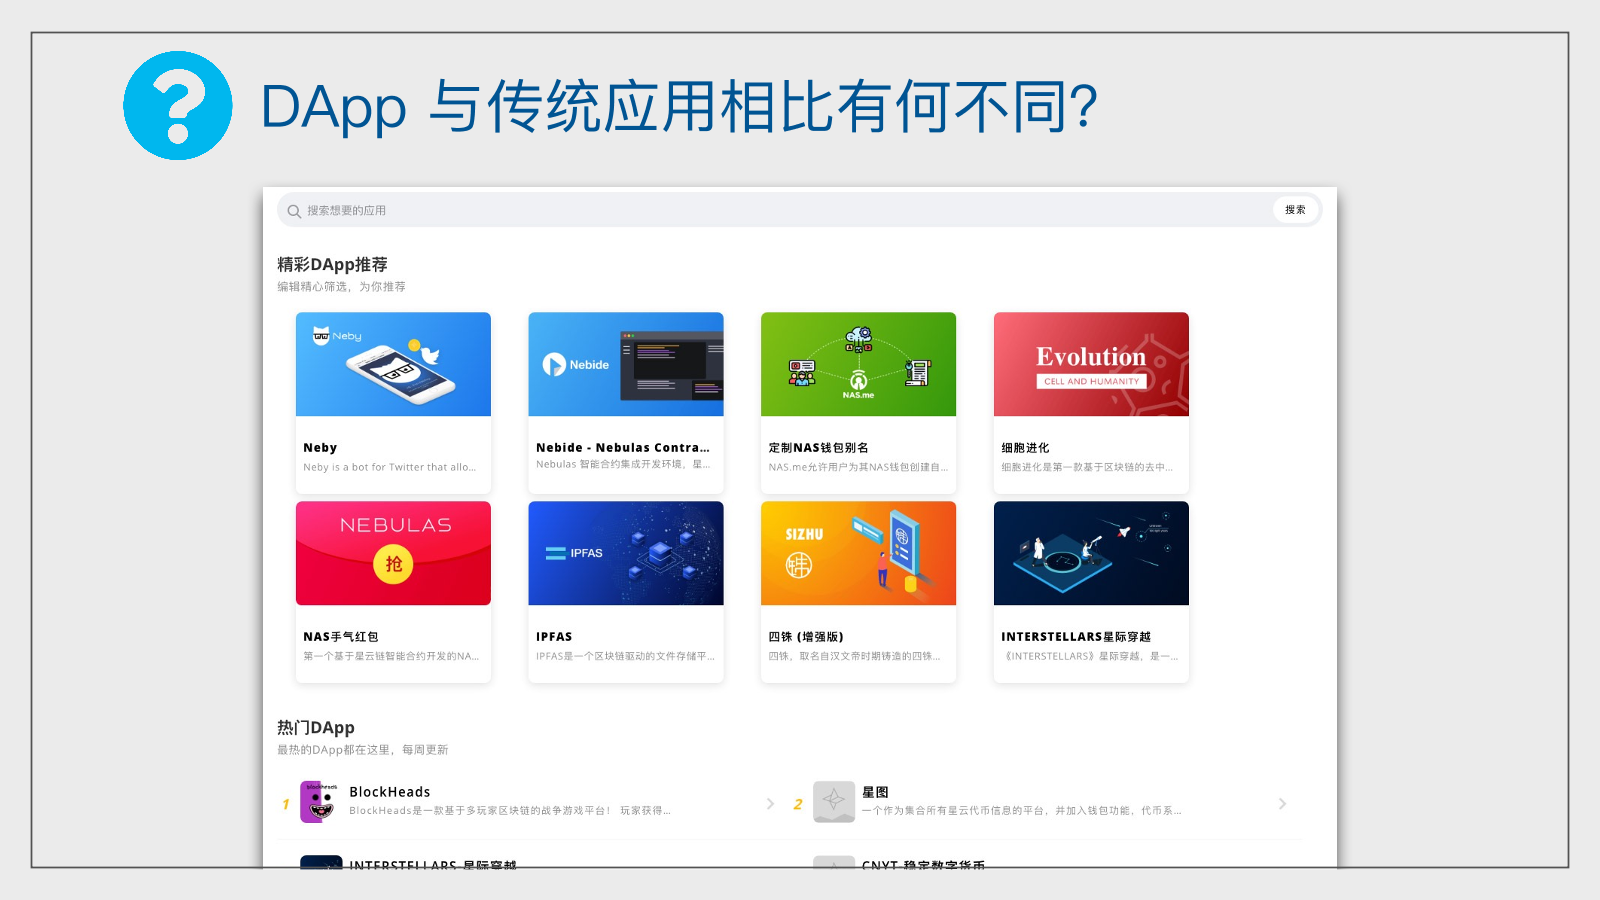 DApp 与传统应用相比有何不同?
搜索想要的应用
搜索
精彩DApp推荐
编辑精心筛选，为你推荐
Neby
Nebide
NAS.me
Evolution
CELL AND HUMANITY
Neby
Nebide - Nebulas Contra...
定制NAS钱包别名
细胞进化
Neby is a bot for Twitter that allo...
Nebulas 智能合约集成开发环境，星...
NAS.me允许用户为其NAS钱包创建自...
细胞进化是第一款基于区块链的去中...
NEBULAS
抢
IPFAS
SIZHU
NAS手气红包
IPFAS
四铢 (增强版)
INTERSTELLARS星际穿越
第一个基于星云链智能合约开发的NA...
IPFAS是一个区块链驱动的文件存储平...
四铢，取名自汉文帝时期铸造的四铢...
《INTERSTELLARS》星际穿越，是一...
热门DApp
最热的DApp都在这里，每周更新
1
BlockHeads
BlockHeads是一款基于多玩家区块链的战争游戏平台！ 玩家获得...
2
星图
一个作为集合所有星云代币信息的平台，并加入钱包功能，代币系...
INTERSTELLARS 星际穿越
CNYT 稳定数字货币